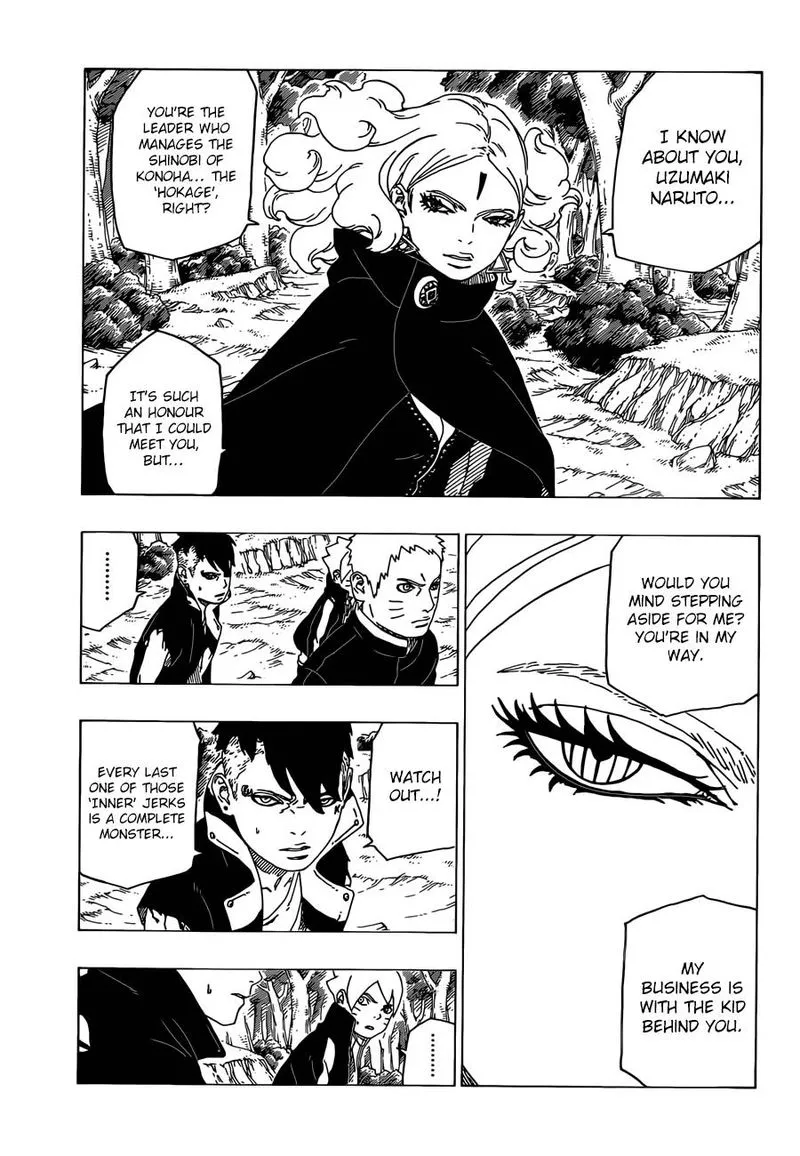 I KNOW
ABOUT YOU,
UZUMAKI
NARUTO...
YOU'RE THE
LEADER WHO
MANAGES THE
SHINOBI OF
KONOHA... THE
'HOKAGE',
RIGHT?
IT'S SUCH
AN HONOUR
THAT I COULD
MEET YOU,
BUT...
WOULD YOU
MIND STEPPING
ASIDE FOR ME?
YOU'RE IN MY
WAY.
MY
BUSINESS IS
WITH THE KID
BEHIND YOU.
.........
WATCH
OUT...!
EVERY LAST
ONE OF THOSE
'INNER' JERKS
IS A COMPLETE
MONSTER...
.......